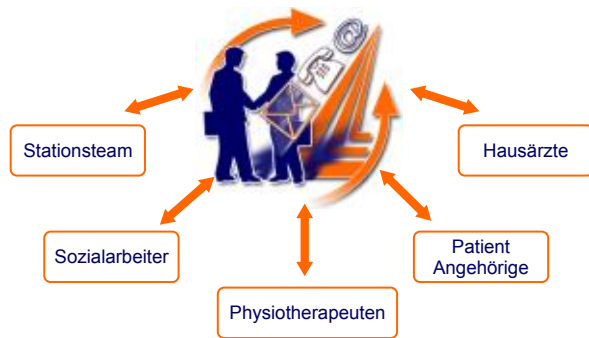 @
Stationsteam
Hausärzte
Sozialarbeiter
Patient
Angehörige
Physiotherapeuten